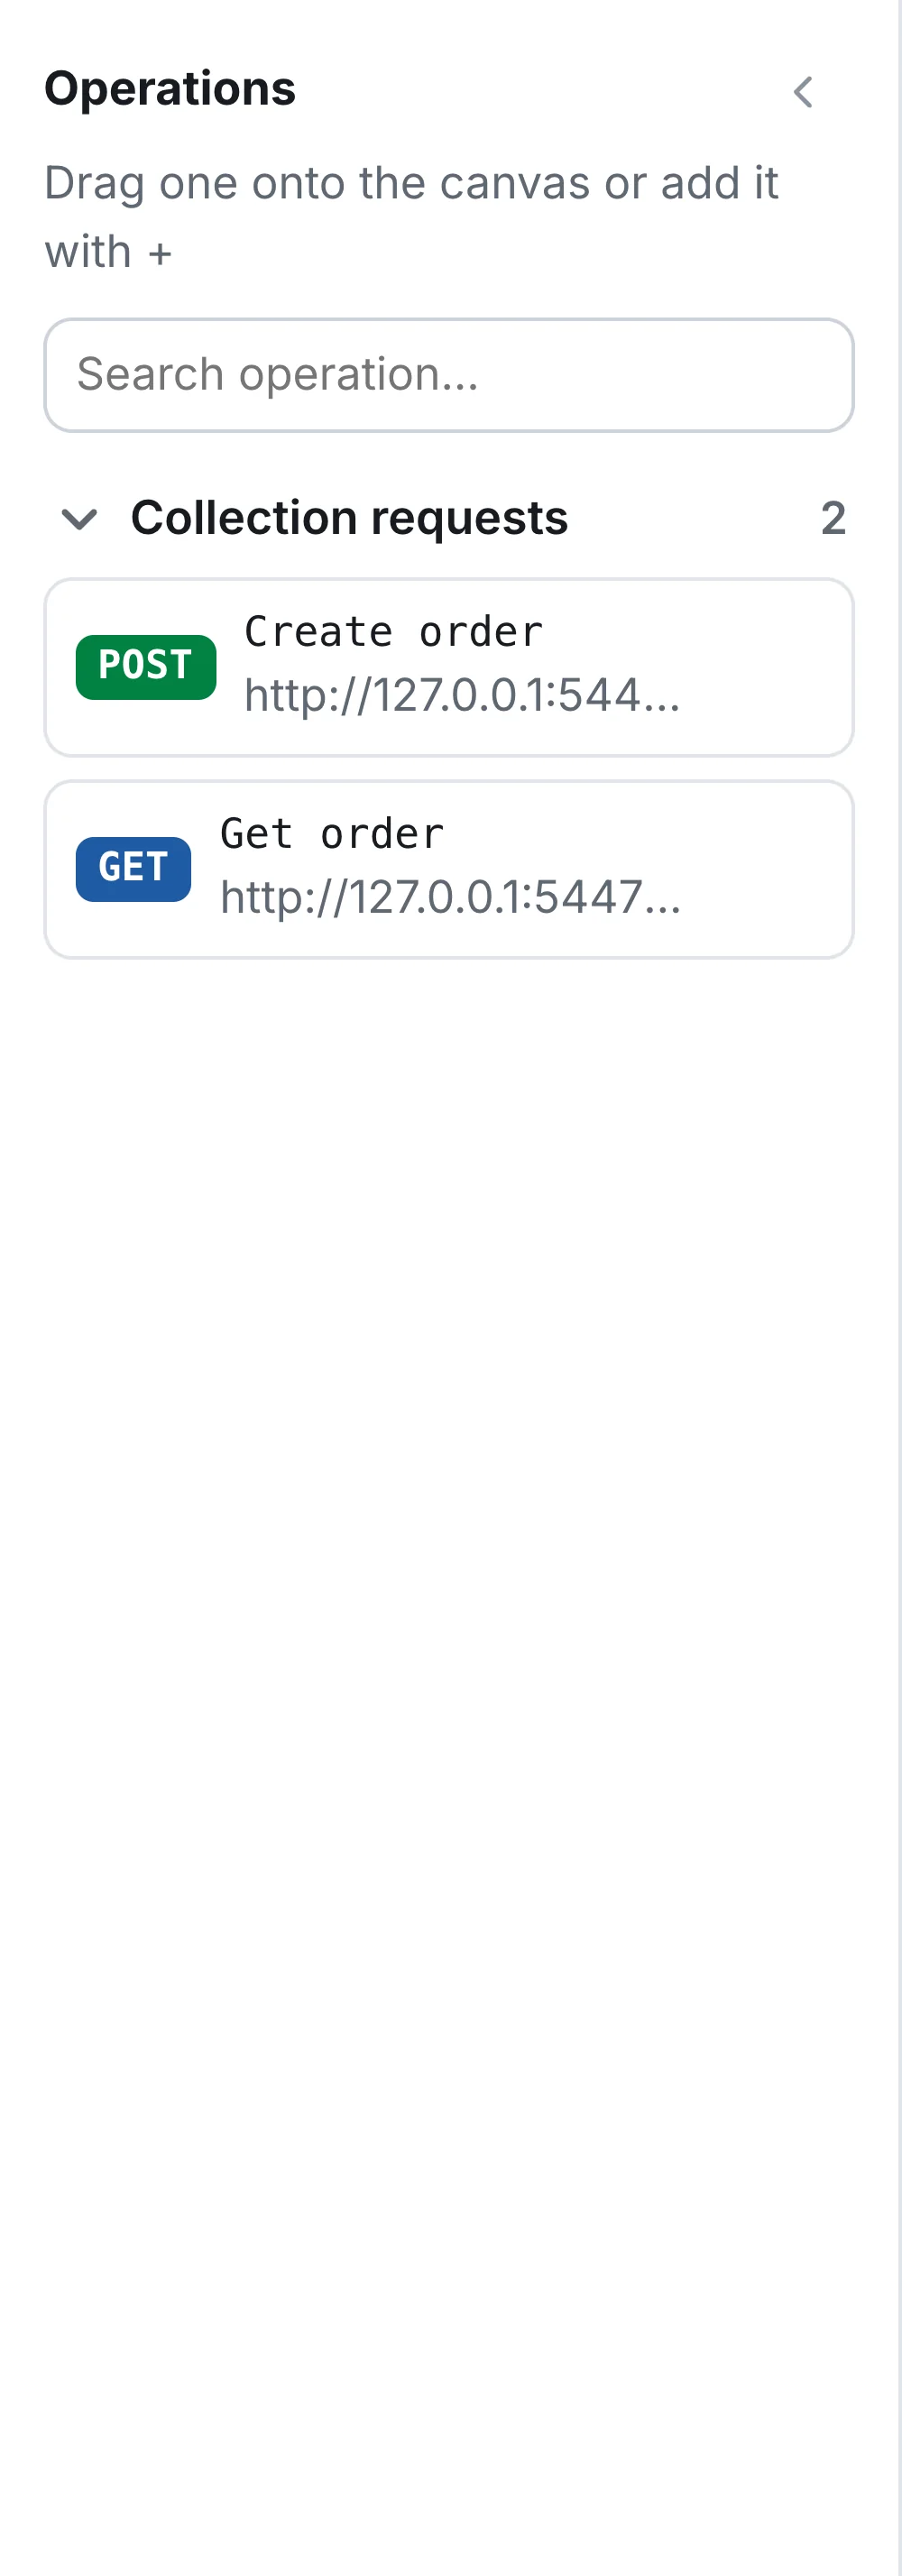 Operations
Drag one onto the canvas or add it
with +
Search operation...
Collection requests 2
POST Create order
http://127.0.0.1:544...
GET Get order
http://127.0.0.1:5447...